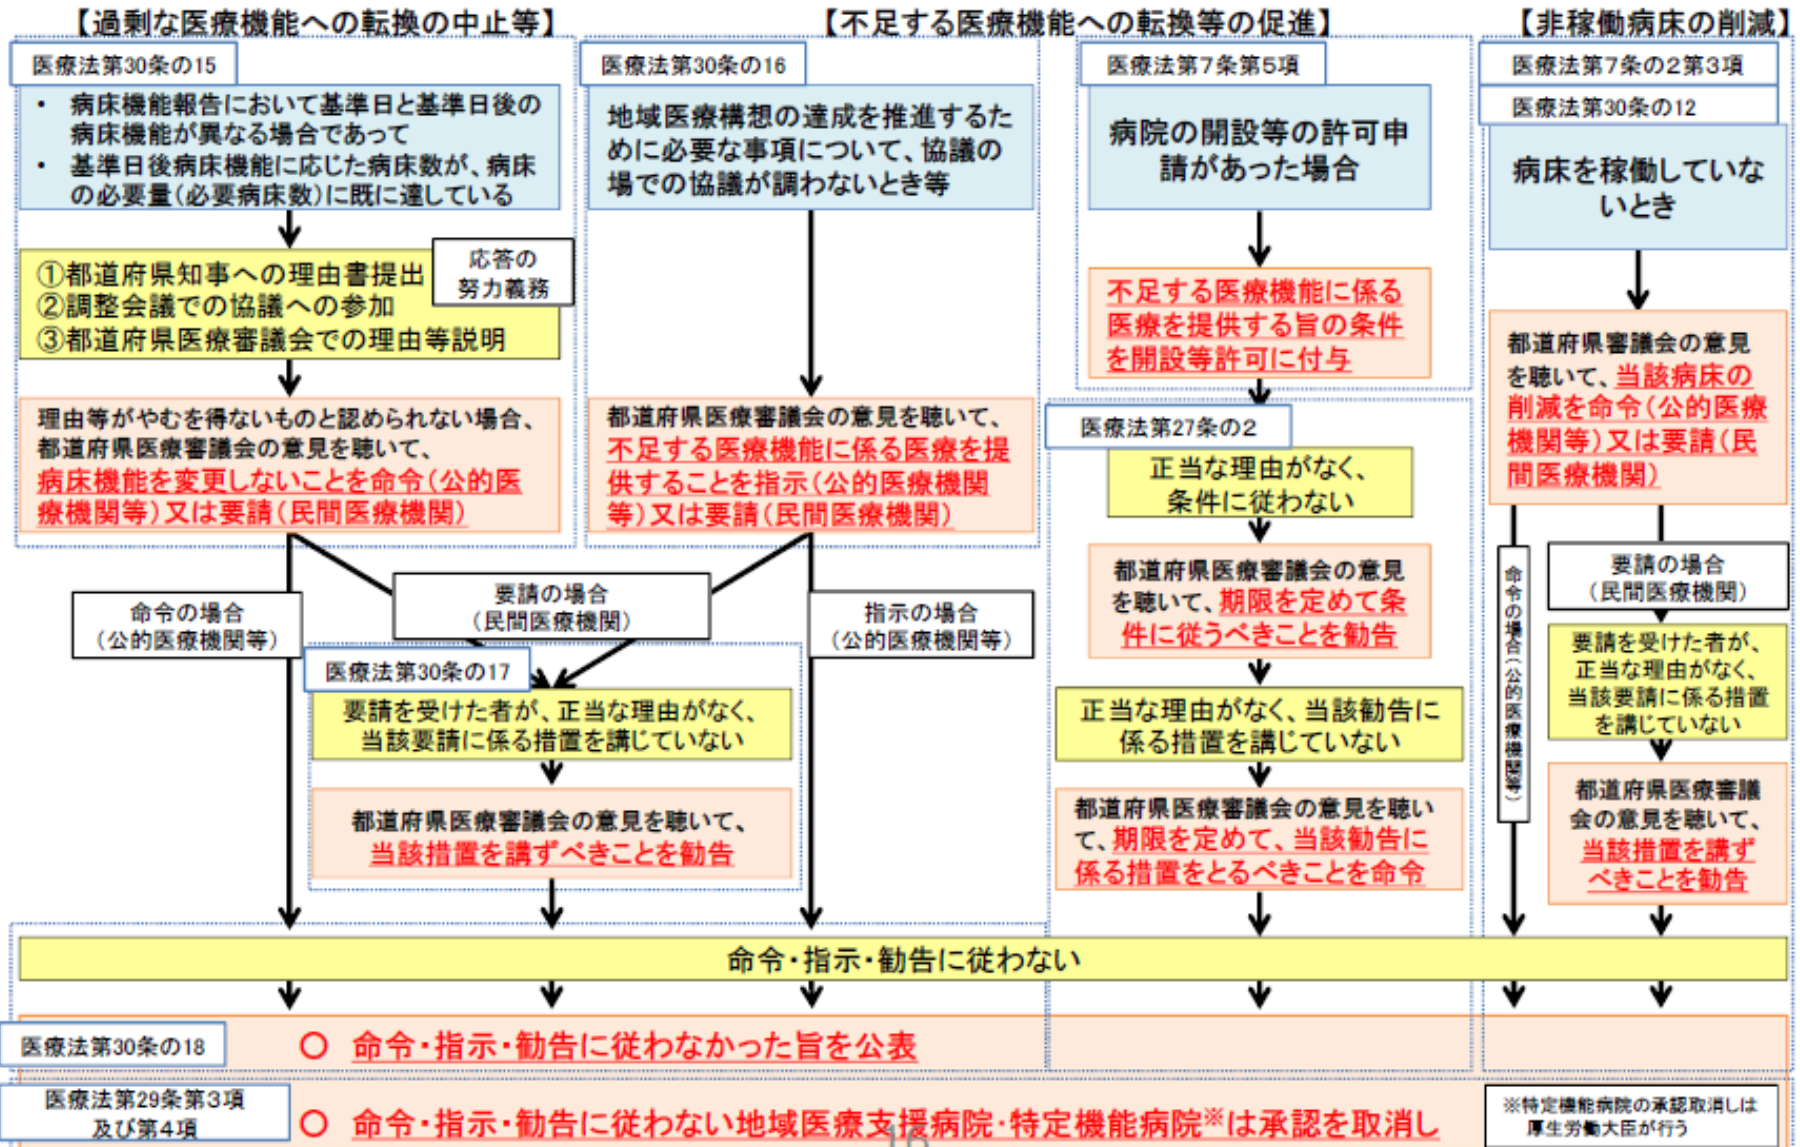 【過剰な医療機能への転換の中止等】
【不足する医療機能への転換等の促進】
【非稼働病床の削減】
医療法第30条の15
・ 病床機能報告において基準日と基準日後の
病床機能が異なる場合であって
・ 基準日後病床機能に応じた病床数が、病床
の必要量(必要病床数)に既に達している
①都道府県知事への理由書提出
②調整会議での協議への参加
③都道府県医療審議会での理由等説明
応答の
努力義務
理由等がやむを得ないものと認められない場合、
都道府県医療審議会の意見を聴いて、
病床機能を変更しないことを命令(公的医
療機関等)又は要請(民間医療機関)
医療法第30条の16
地域医療構想の達成を推進するた
めに必要な事項について、協議の
場での協議が調わないとき等
都道府県医療審議会の意見を聴いて、
不足する医療機能に係る医療を提
供することを指示(公的医療機関
等)又は要請(民間医療機関)
命令の場合
(公的医療機関等)
要請の場合
(民間医療機関)
指示の場合
(公的医療機関等)
医療法第30条の17
要請を受けた者が、正当な理由がなく、
当該要請に係る措置を講じていない
都道府県医療審議会の意見を聴いて、
当該措置を講ずべきことを勧告
医療法第7条第5項
病院の開設等の許可申
請があった場合
不足する医療機能に係る
医療を提供する旨の条件
を開設等許可に付与
医療法第27条の2
正当な理由がなく、
条件に従わない
都道府県医療審議会の意見
を聴いて、期限を定めて条
件に従うべきことを勧告
正当な理由がなく、当該勧告に
係る措置を講じていない
都道府県医療審議会の意見を聴い
て、期限を定めて、当該勧告に
係る措置をとるべきことを命令
医療法第7条の2第3項
医療法第30条の12
病床を稼働していな
いとき
都道府県審議会の意見
を聴いて、当該病床の
削減を命令(公的医療
機関等)又は要請(民
間医療機関)
命令の場合(公的医療機関等)
要請の場合
(民間医療機関)
要請を受けた者が、
正当な理由がなく、
当該要請に係る措置
を講じていない
都道府県医療審議
会の意見を聴いて、
当該措置を講ず
べきことを勧告
命令・指示・勧告に従わない
医療法第30条の18
○ 命令・指示・勧告に従わなかった旨を公表
医療法第29条第3項
及び第4項
○ 命令・指示・勧告に従わない地域医療支援病院・特定機能病院※は承認を取消し
※特定機能病院の承認取消しは
厚生労働大臣が行う